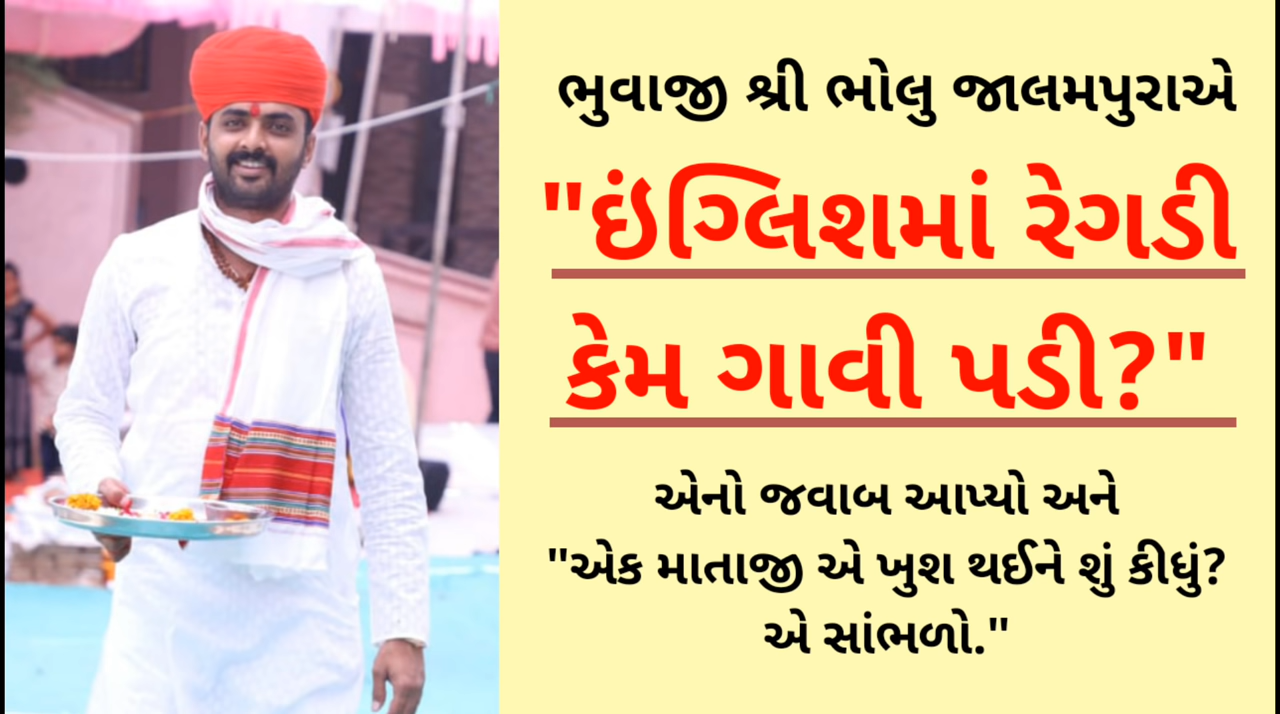 ભુવાજી શ્રી ભોલુ જાલમપુરાએ
"ઇંગ્લિશમાં રેગડી
કેમ ગાવી પડી?"
એનો જવાબ આપ્યો અને
"એક માતાજી એ ખુશ થઈને શું કીધું?
એ સાંભળો."